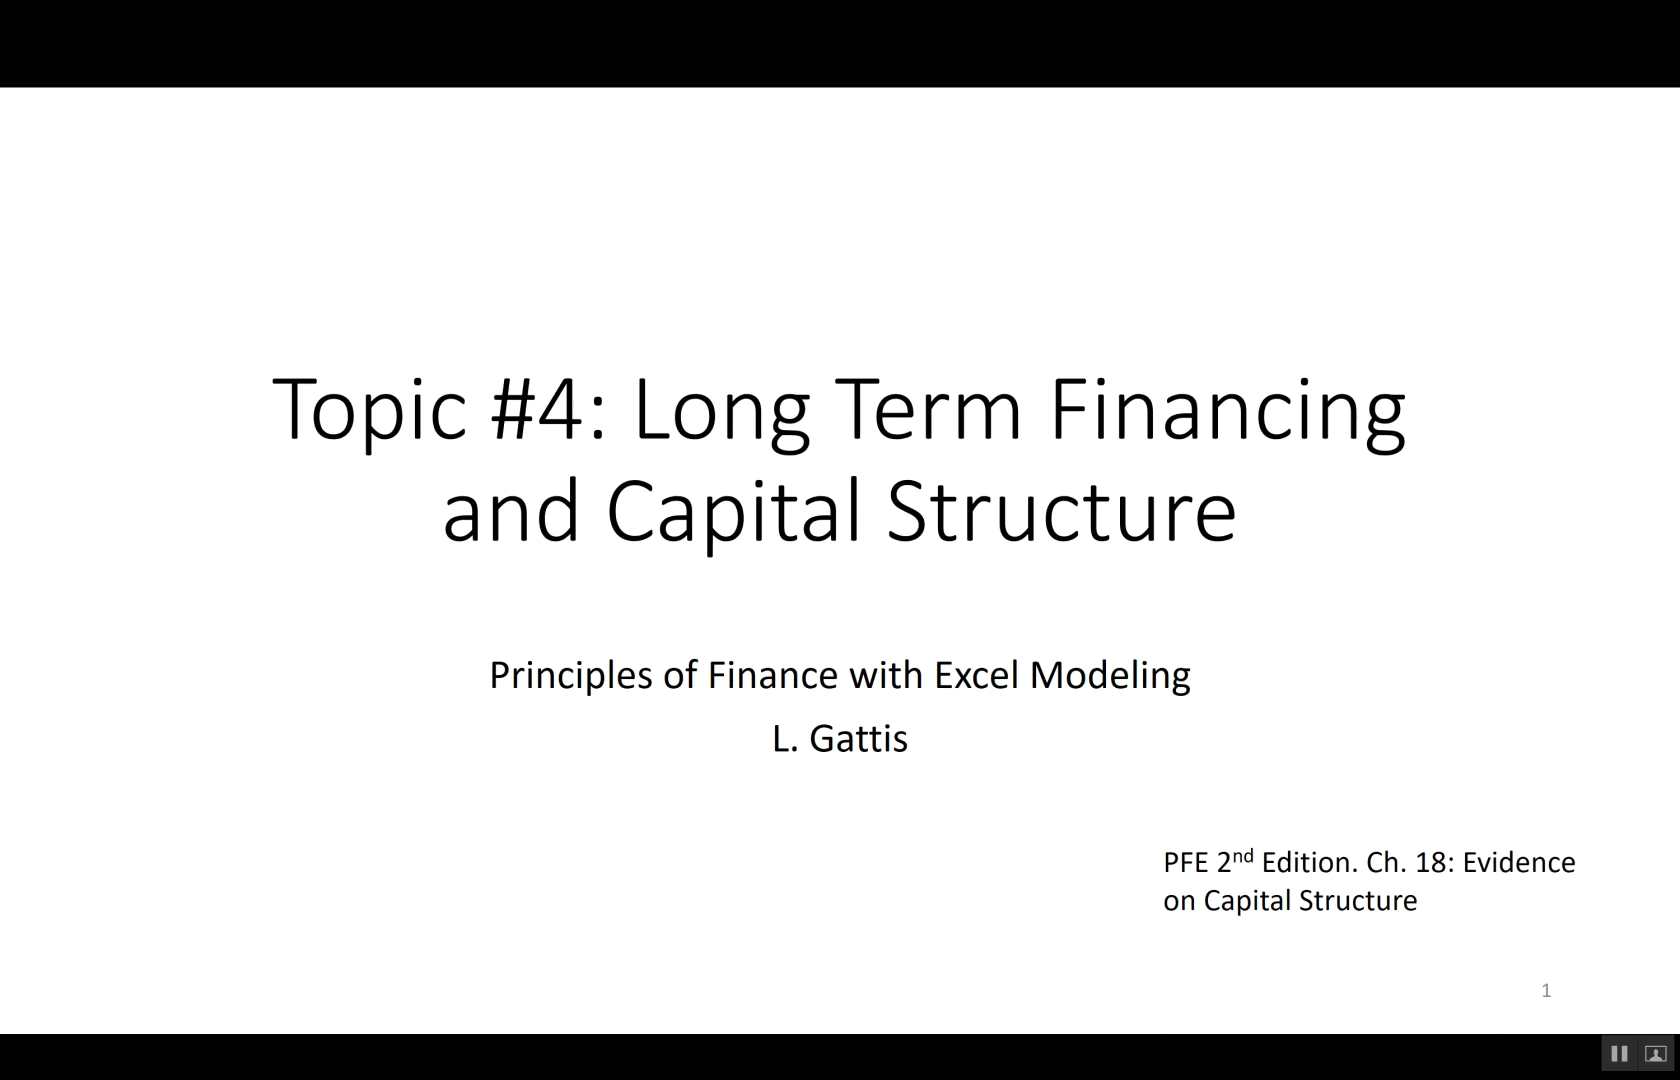 Topic #4: Long Term Financing
and Capital Structure
Principles of Finance with Excel Modeling
L. Gattis
PFE 2nd Edition. Ch. 18: Evidence
on Capital Structure
1